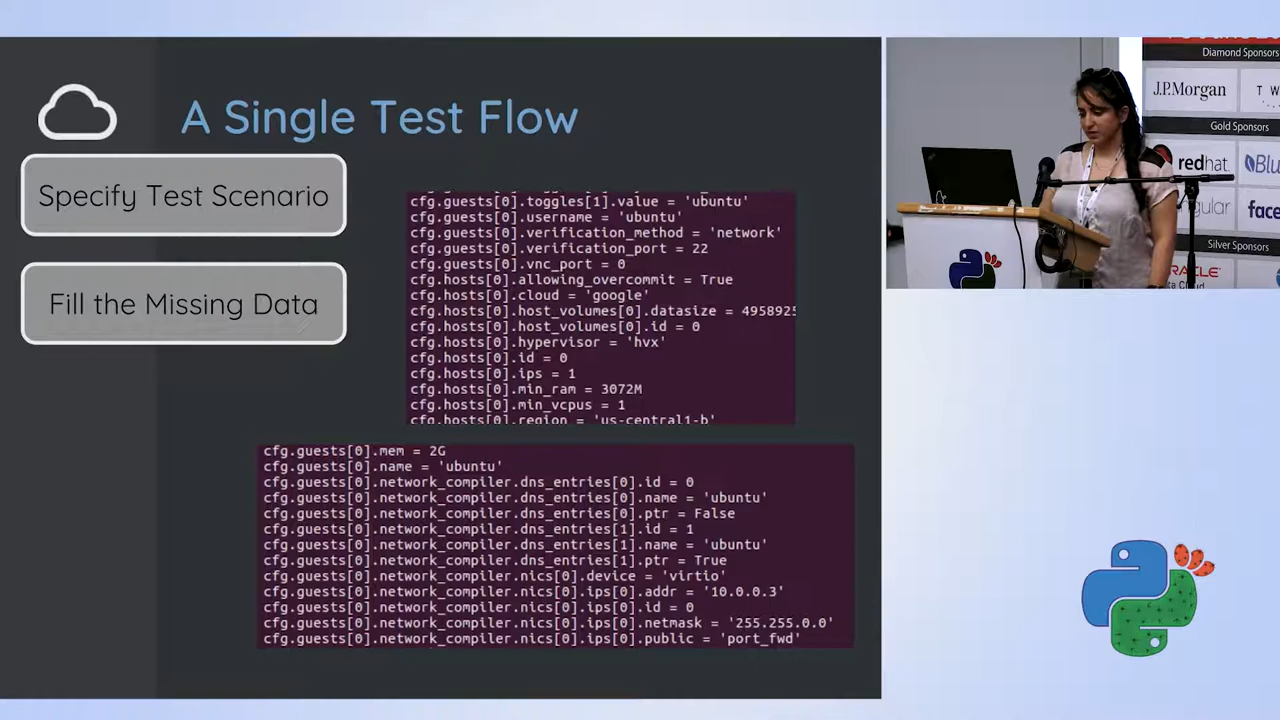 A Single Test Flow
Specify Test Scenario
Fill the Missing Data
cfg.guests[0].toggles[1].value = 'ubuntu'
cfg.guests[0].username = 'ubuntu'
cfg.guests[0].verification_method = 'network'
cfg.guests[0].verification_port = 22
cfg.guests[0].vnc_port = 0
cfg.hosts[0].allowing_overcommit = True
cfg.hosts[0].cloud = 'google'
cfg.hosts[0].host_volumes[0].datasize = 4958925
cfg.hosts[0].host_volumes[0].id = 0
cfg.hosts[0].hypervisor = 'hvx'
cfg.hosts[0].id = 0
cfg.hosts[0].ips = 1
cfg.hosts[0].min_ram = 3072M
cfg.hosts[0].min_vcpus = 1
cfg.hosts[0].region = 'us-central1-b'
cfg.guests[0].mem = 2G
cfg.guests[0].name = 'ubuntu'
cfg.guests[0].network_compiler.dns_entries[0].id = 0
cfg.guests[0].network_compiler.dns_entries[0].name = 'ubuntu'
cfg.guests[0].network_compiler.dns_entries[0].ptr = False
cfg.guests[0].network_compiler.dns_entries[1].id = 1
cfg.guests[0].network_compiler.dns_entries[1].name = 'ubuntu'
cfg.guests[0].network_compiler.dns_entries[1].ptr = True
cfg.guests[0].network_compiler.nics[0].device = 'virtio'
cfg.guests[0].network_compiler.nics[0].ips[0].addr = '10.0.0.3'
cfg.guests[0].network_compiler.nics[0].ips[0].id = 0
cfg.guests[0].network_compiler.nics[0].ips[0].netmask = '255.255.0.0'
cfg.guests[0].network_compiler.nics[0].ips[0].public = 'port_fwd'
Diamond Sponsors
J.P.Morgan
T W
Gold Sponsors
redhat.
Blu
gular
face
Silver Sponsors